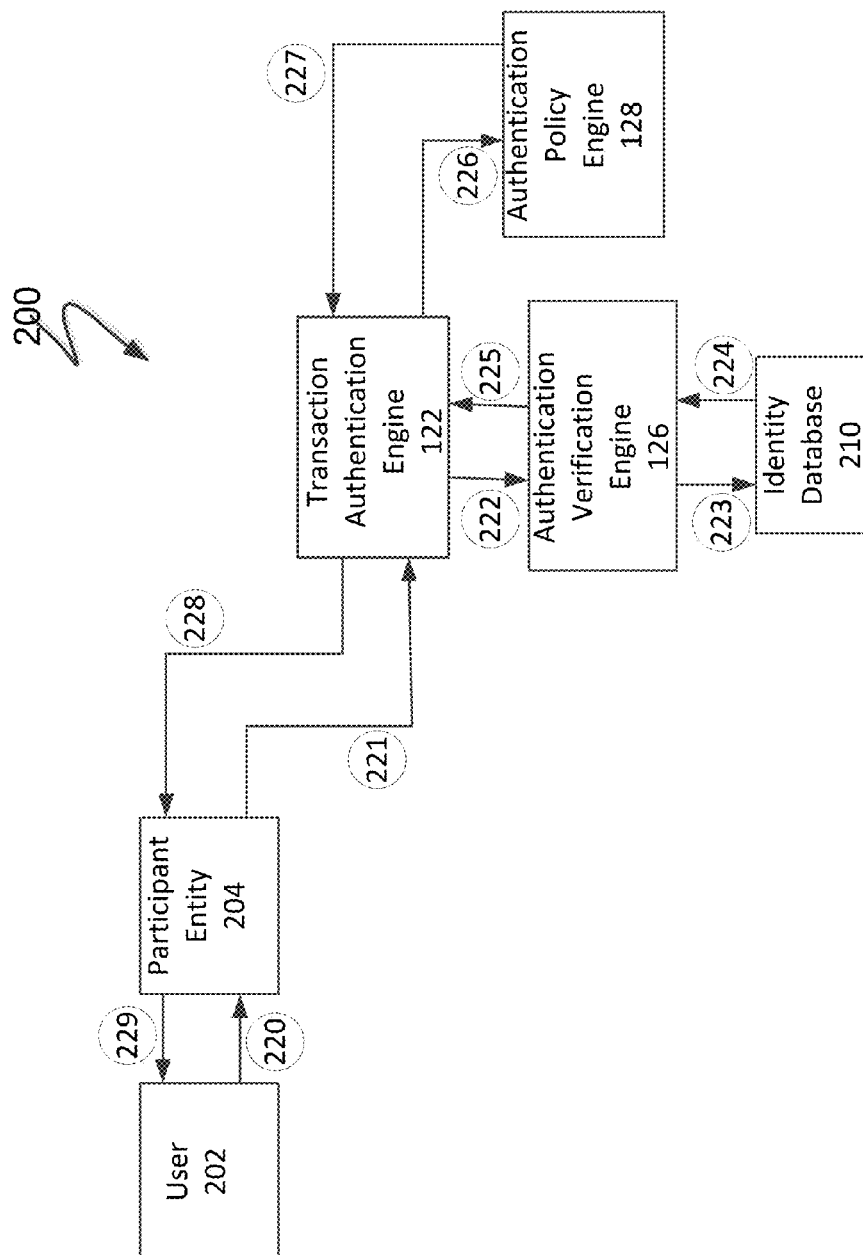 200
User
202
229
220
Participant
Entity
204
228
221
Transaction
Authentication
Engine
122
227
226
Authentication
Policy
Engine
128
222
225
Authentication
Verification
Engine
126
223
224
Identity
Database
210